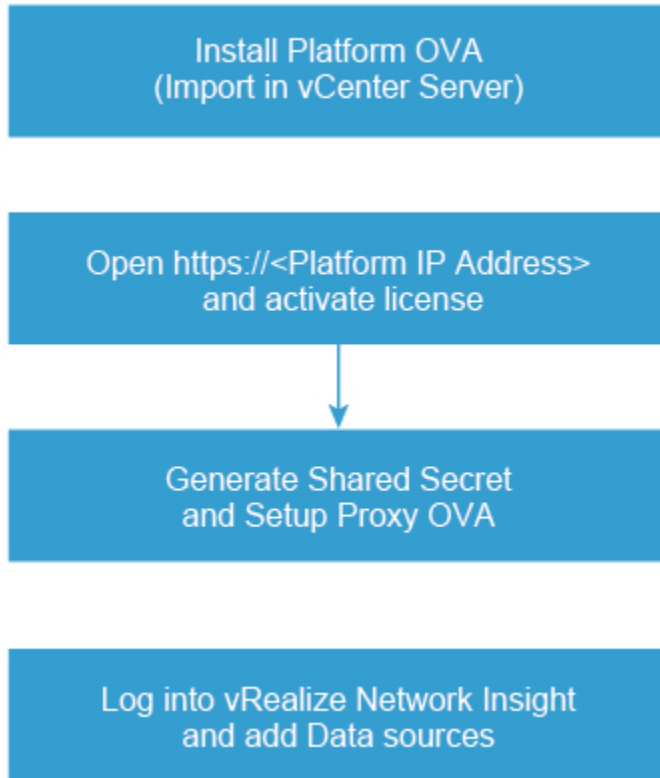 Install Platform OVA
(Import in vCenter Server)
Open https://<Platform IP Address>
and activate license
Generate Shared Secret
and Setup Proxy OVA
Log into vRealize Network Insight
and add Data sources